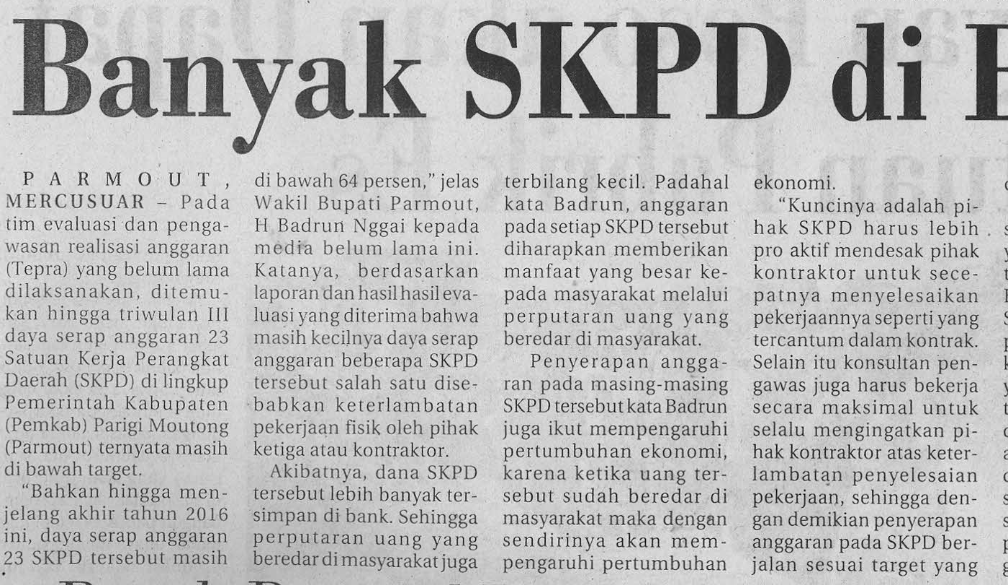 Banyak SKPD di
PARMOUT,
MERCUSUAR – Pada
tim evaluasi dan penga-
wasan realisasi anggaran
(Tepra) yang belum lama
dilaksanakan, ditemu-
kan hingga triwulan III
daya serap anggaran 23
Satuan Kerja Perangkat
Daerah (SKPD) di lingkup
Pemerintah Kabupaten
(Pemkab) Parigi Moutong
(Parmout) ternyata masih
di bawah target.
“Bahkan hingga men-
jelang akhir tahun 2016
ini, daya serap anggaran
23 SKPD tersebut masih
di bawah 64 persen,” jelas
Wakil Bupati Parmout,
H Badrun Nggai kepada
media belum lama ini.
Katanya, berdasarkan
laporan dan hasil hasil eva-
luasi yang diterima bahwa
masih kecilnya daya serap
anggaran beberapa SKPD
tersebut salah satu dise-
babkan keterlambatan
pekerjaan fisik oleh pihak
ketiga atau kontraktor.
Akibatnya, dana SKPD
tersebut lebih banyak ter-
simpan di bank. Sehingga
perputaran uang yang
beredar di masyarakat juga
terbilang kecil. Padahal
kata Badrun, anggaran
pada setiap SKPD tersebut
diharapkan memberikan
manfaat yang besar ke-
pada masyarakat melalui
perputaran uang yang
beredar di masyarakat.
Penyerapan angga-
ran pada masing-masing
SKPD tersebut kata Badrun
juga ikut mempengaruhi
pertumbuhan ekonomi,
karena ketika uang ter-
sebut sudah beredar di
masyarakat maka dengan
sendirinya akan mem-
pengaruhi pertumbuhan
ekonomi.
“Kuncinya adalah pi-
hak SKPD harus lebih
pro aktif mendesak pihak
kontraktor untuk sece-
patnya menyelesaikan
pekerjaannya seperti yang
tercantum dalam kontrak.
Selain itu konsultan pen-
gawas juga harus bekerja
secara maksimal untuk
selalu mengingatkan pi-
hak kontraktor atas keter-
lambatan penyelesaian
pekerjaan, sehingga den-
gan demikian penyerapan
anggaran pada SKPD ber-
jalan sesuai target yang